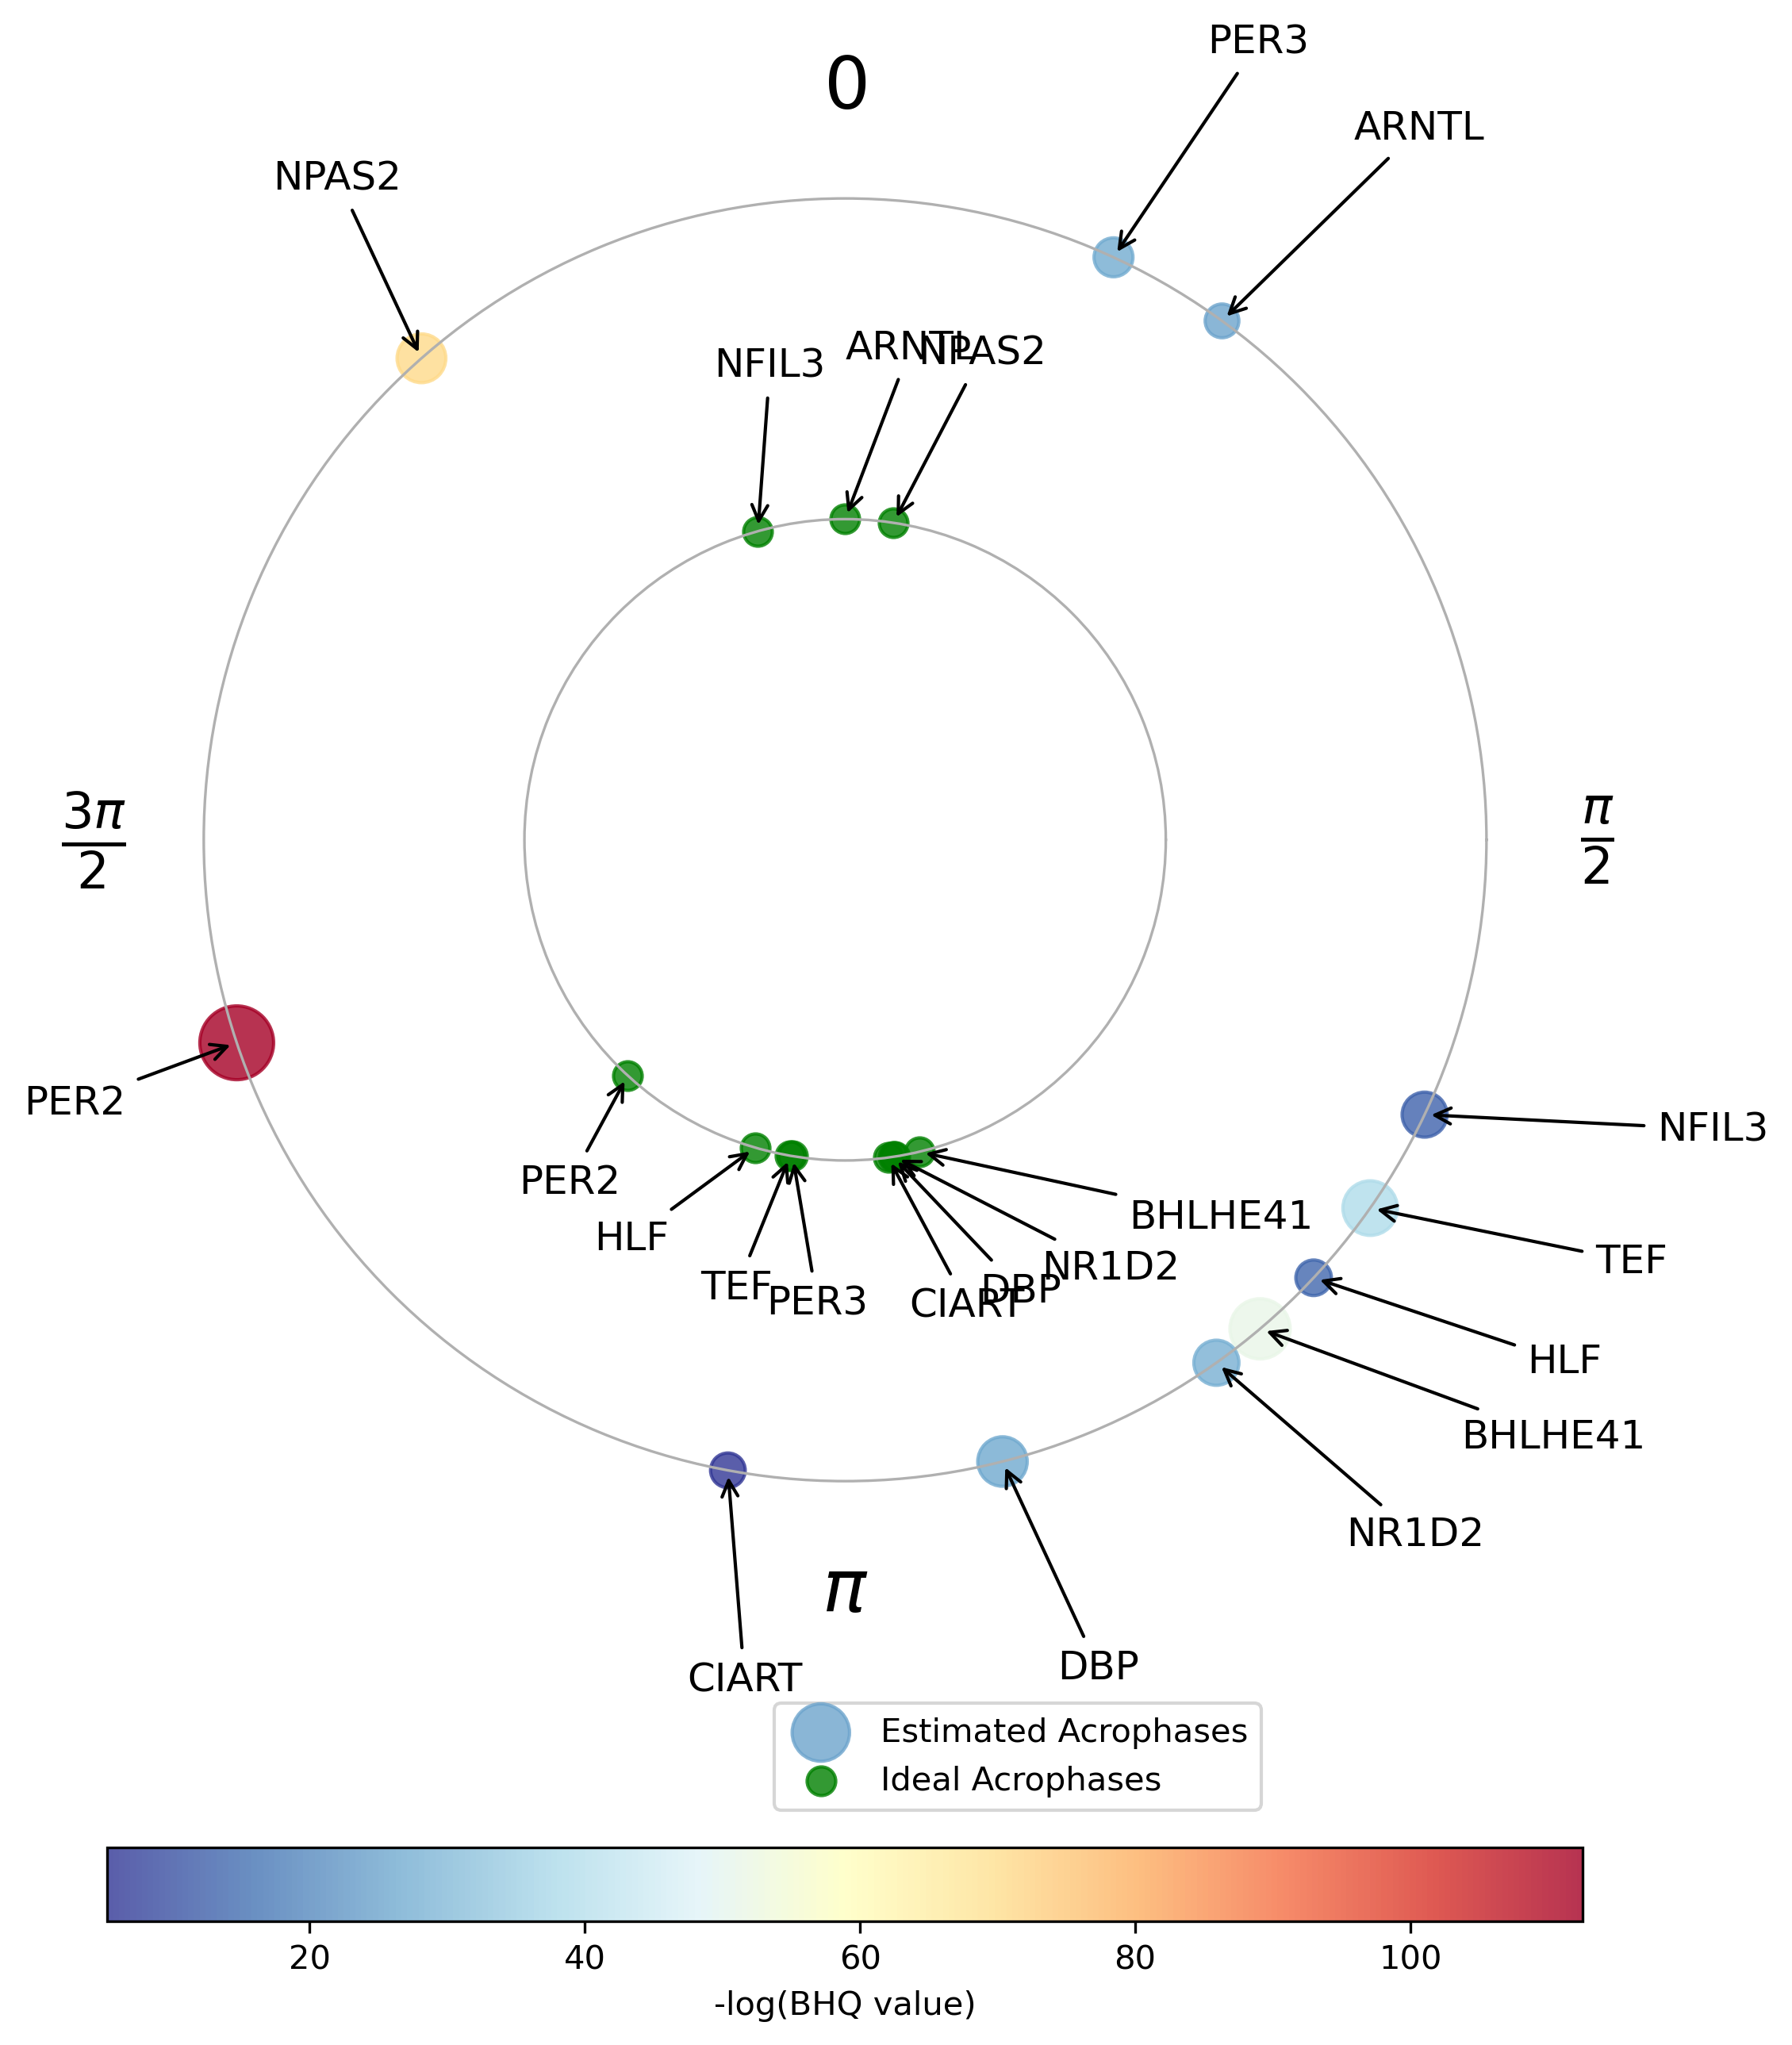 PER3
0
ARNTL
NPAS2
ARNTL
NPAS2
NFIL3
3π
2
π
2
PER2
NFIL3
PER2
BHLHE41
HLF
TEF
NR1D2
TEF
PER3
DBP
CIART
HLF
BHLHE41
NR1D2
π
DBP
CIART
Estimated Acrophases
Ideal Acrophases
20
40
60
80
100
-log(BHQ value)